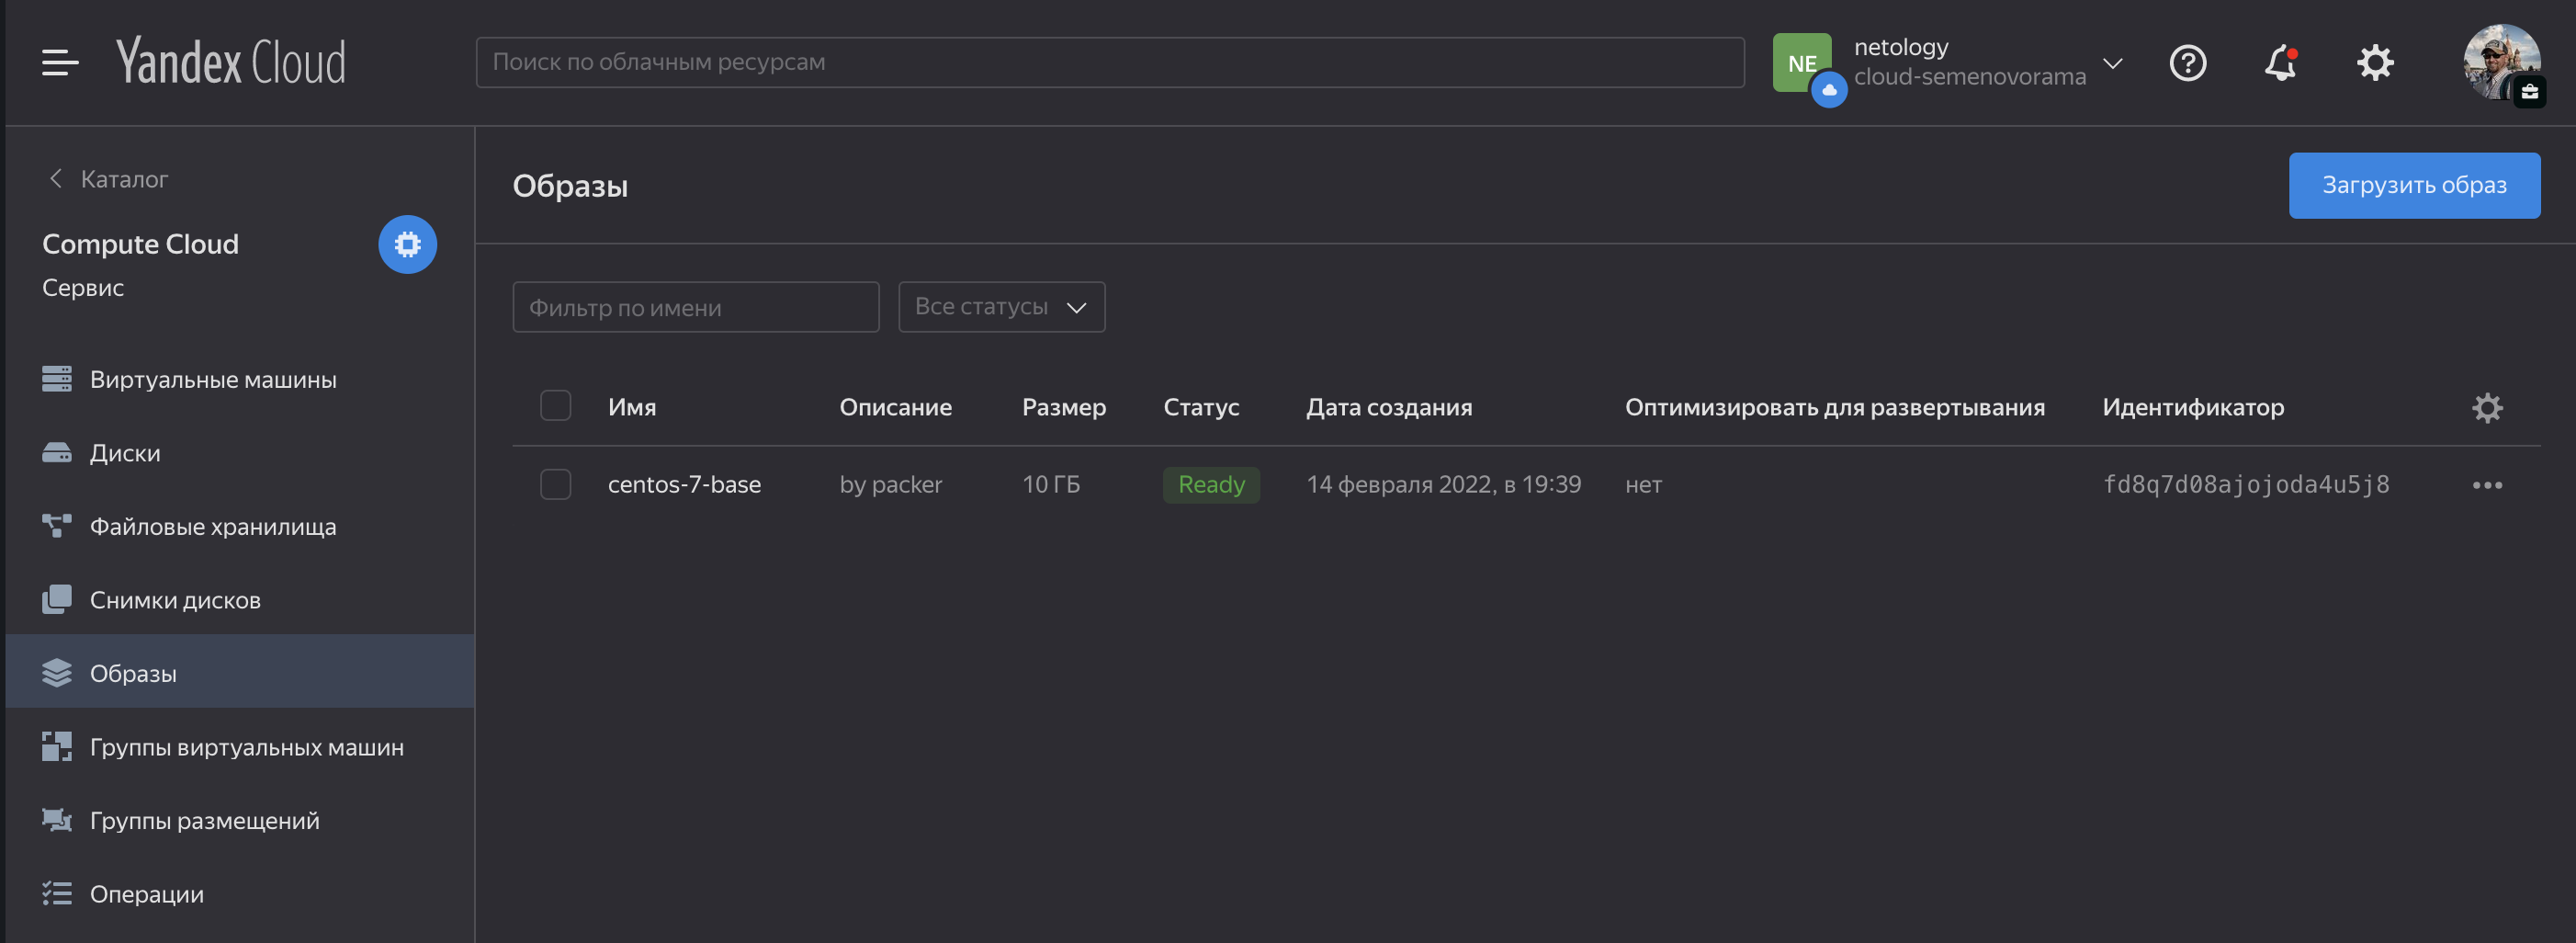 Yandex Cloud
Поиск по облачным ресурсам
NE
netology
cloud-semenovorama
Каталог
Compute Cloud
Сервис
Виртуальные машины
Диски
Файловые хранилища
Снимки дисков
Образы
Группы виртуальных машин
Группы размещений
Операции
Образы
Загрузить образ
Фильтр по имени
Все статусы
Имя Описание Размер Статус Дата создания Оптимизировать для развертывания Идентификатор
centos-7-base by packer 10 ГБ Ready 14 февраля 2022, в 19:39 нет fd8q7d08ajojoda4u5j8